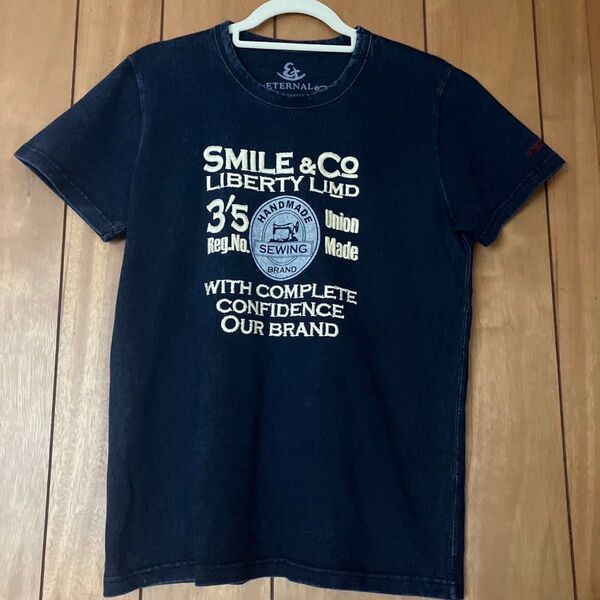 &
ETERNAL
SMILE & CO
LIBERTY LIMD
3/5
Reg.No.
HANDMADE
SEWING
BRAND
Union
Made
WITH COMPLETE
CONFIDENCE
OUR BRAND